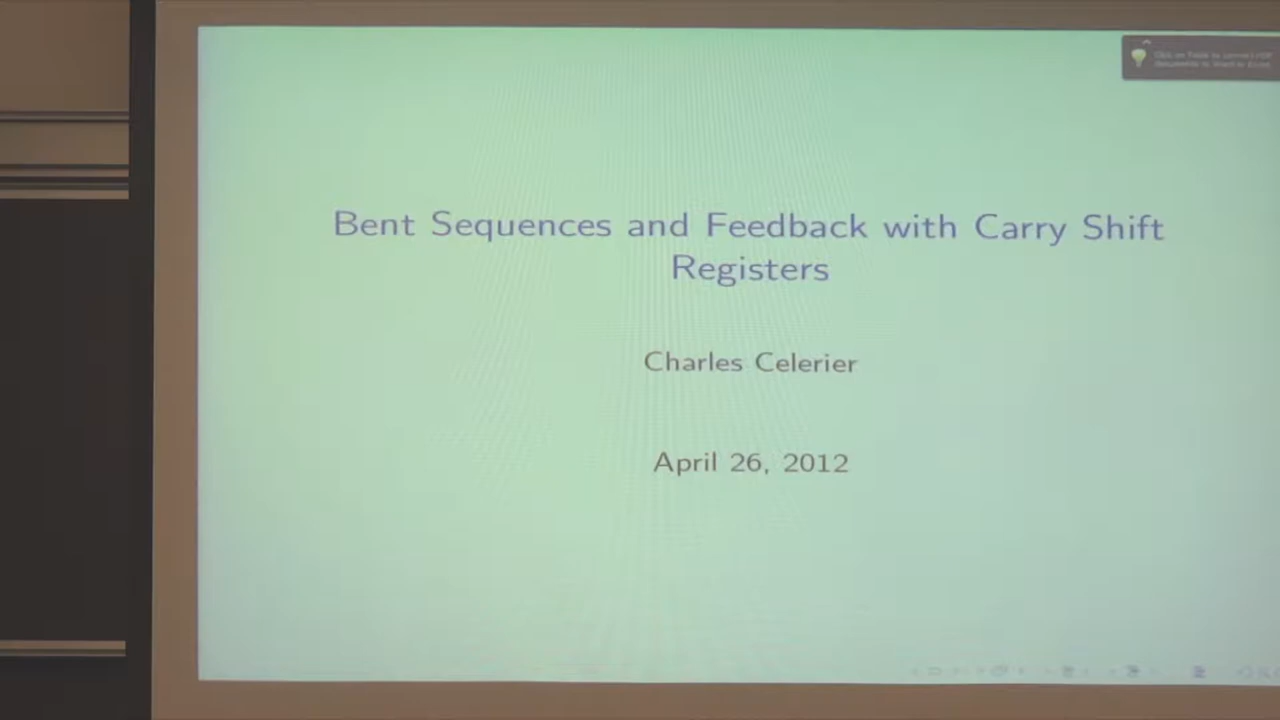 Bent Sequences and Feedback with Carry Shift
Registers
Charles Celerier
April 26, 2012